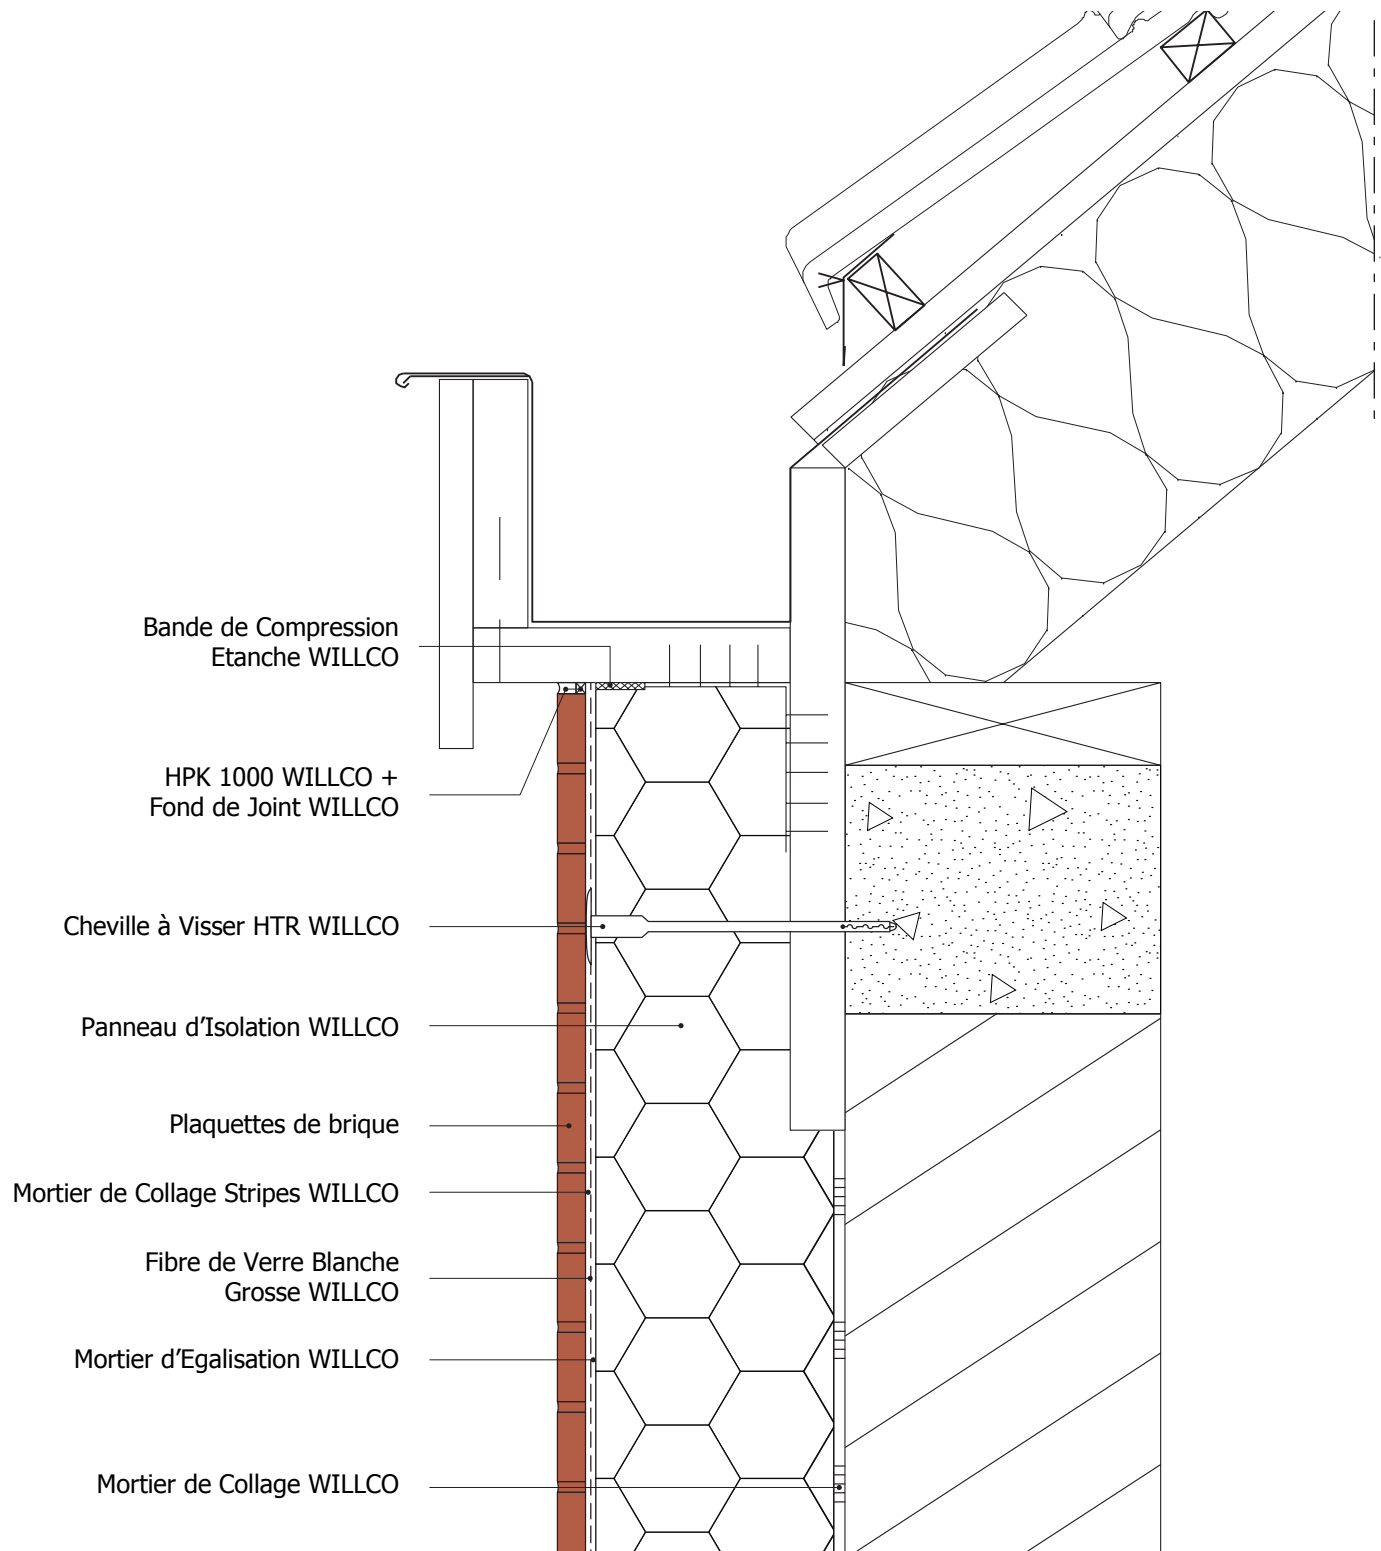 Bande de Compression
Etanche WILLCO
HPK 1000 WILLCO +
Fond de Joint WILLCO
Cheville à Visser HTR WILLCO
Panneau d’Isolation WILLCO
Plaquettes de brique
Mortier de Collage Stripes WILLCO
Fibre de Verre Blanche
Grosse WILLCO
Mortier d’Egalisation WILLCO
Mortier de Collage WILLCO